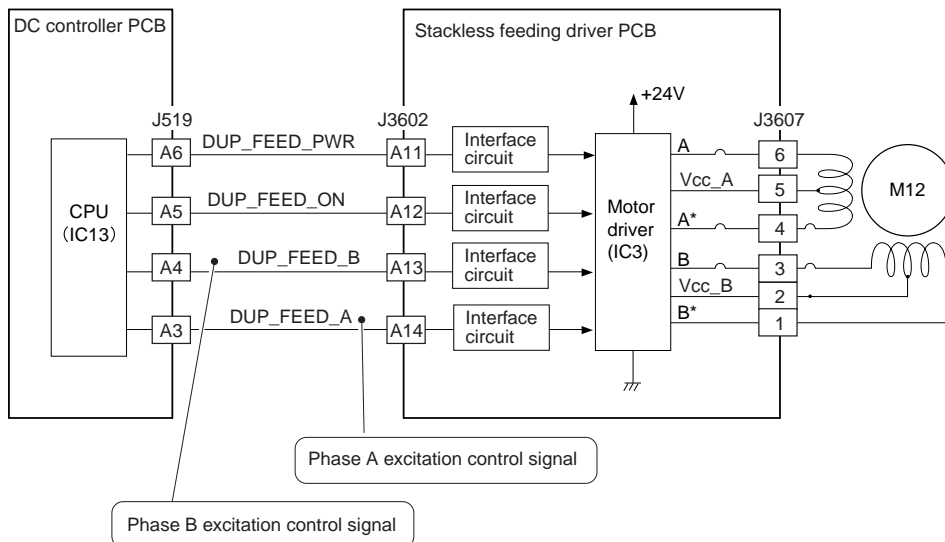 DC controller PCB
Stackless feeding driver PCB
+24V
J519
J3602
J3607
A6
DUP_FEED_PWR
A11
Interface
circuit
A
6
Vcc_A
5
M12
CPU
(IC13)
A5
DUP_FEED_ON
A12
Interface
circuit
Motor
driver
(IC3)
A*
4
A4
DUP_FEED_B
A13
Interface
circuit
B
3
Vcc_B
2
A3
DUP_FEED_A
A14
Interface
circuit
B*
1
Phase A excitation control signal
Phase B excitation control signal